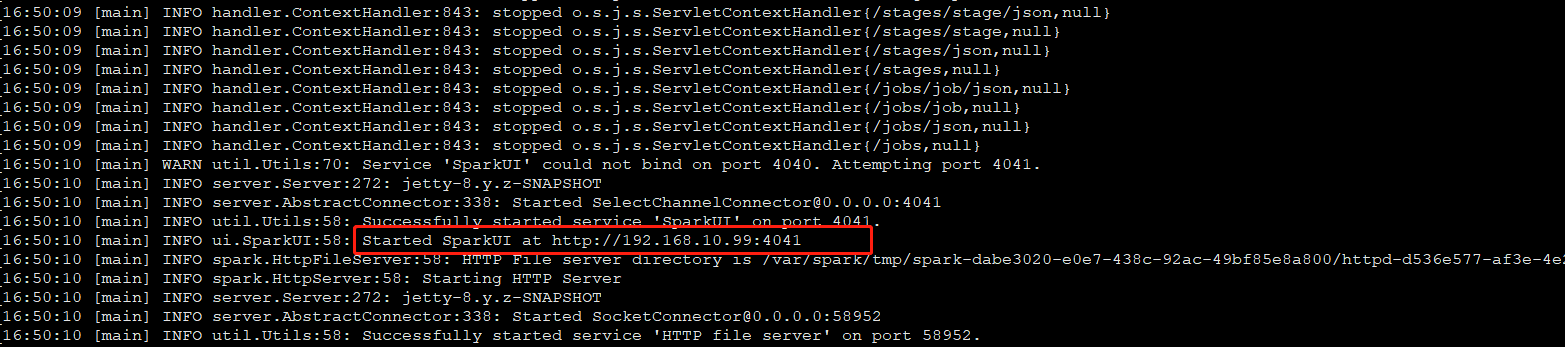 [16:50:09 [main] INFO handler.ContextHandler:843: stopped o.s.j.s.ServletContextHandler{/stages/stage/json,null}
[16:50:09 [main] INFO handler.ContextHandler:843: stopped o.s.j.s.ServletContextHandler{/stages/stage,null}
[16:50:09 [main] INFO handler.ContextHandler:843: stopped o.s.j.s.ServletContextHandler{/stages/json,null}
[16:50:09 [main] INFO handler.ContextHandler:843: stopped o.s.j.s.ServletContextHandler{/stages,null}
[16:50:09 [main] INFO handler.ContextHandler:843: stopped o.s.j.s.ServletContextHandler{/jobs/job/json,null}
[16:50:09 [main] INFO handler.ContextHandler:843: stopped o.s.j.s.ServletContextHandler{/jobs/job,null}
[16:50:09 [main] INFO handler.ContextHandler:843: stopped o.s.j.s.ServletContextHandler{/jobs/json,null}
[16:50:09 [main] INFO handler.ContextHandler:843: stopped o.s.j.s.ServletContextHandler{/jobs,null}
[16:50:10 [main] WARN util.Utils:70: Service 'SparkUI' could not bind on port 4040. Attempting port 4041.
[16:50:10 [main] INFO server.Server:272: jetty-8.y.z-SNAPSHOT
[16:50:10 [main] INFO server.AbstractConnector:338: Started SelectChannelConnector@0.0.0.0:4041
[16:50:10 [main] INFO util.Utils:58: Successfully started service 'SparkUI' on port 4041.
[16:50:10 [main] INFO ui.SparkUI:58: Started SparkUI at http://192.168.10.99:4041
[16:50:10 [main] INFO spark.HttpFileServer:58: HTTP File server directory is /var/spark/tmp/spark-dabe3020-e0e7-438c-92ac-49bf85e8a800/httpd-d536e577-af3e-4e2
[16:50:10 [main] INFO spark.HttpServer:58: Starting HTTP Server
[16:50:10 [main] INFO server.Server:272: jetty-8.y.z-SNAPSHOT
[16:50:10 [main] INFO server.AbstractConnector:338: Started SocketConnector@0.0.0.0:58952
[16:50:10 [main] INFO util.Utils:58: Successfully started service 'HTTP file server' on port 58952.